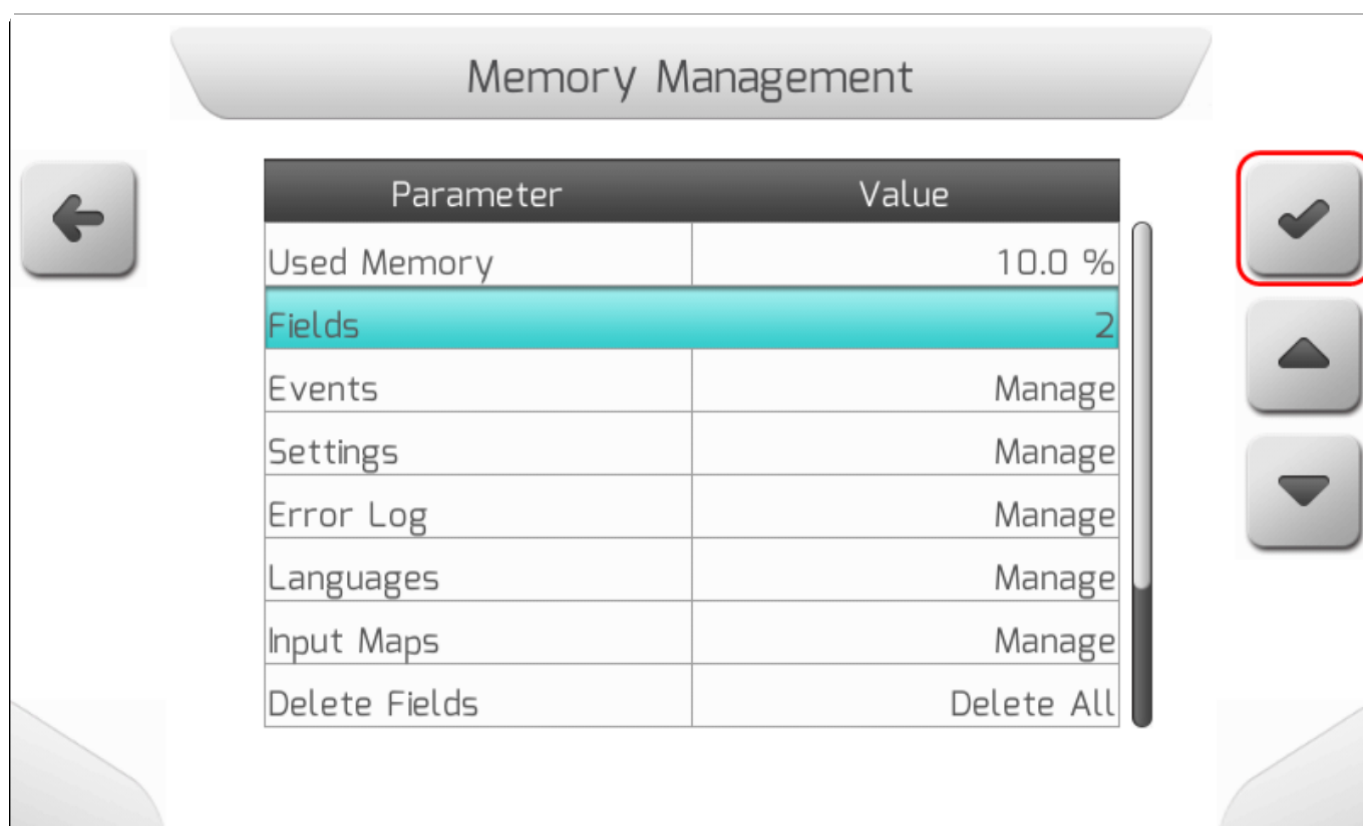 Memory Management
Parameter Value
Used Memory 10.0 %
Fields 2
Events Manage
Settings Manage
Error Log Manage
Languages Manage
Input Maps Manage
Delete Fields Delete All